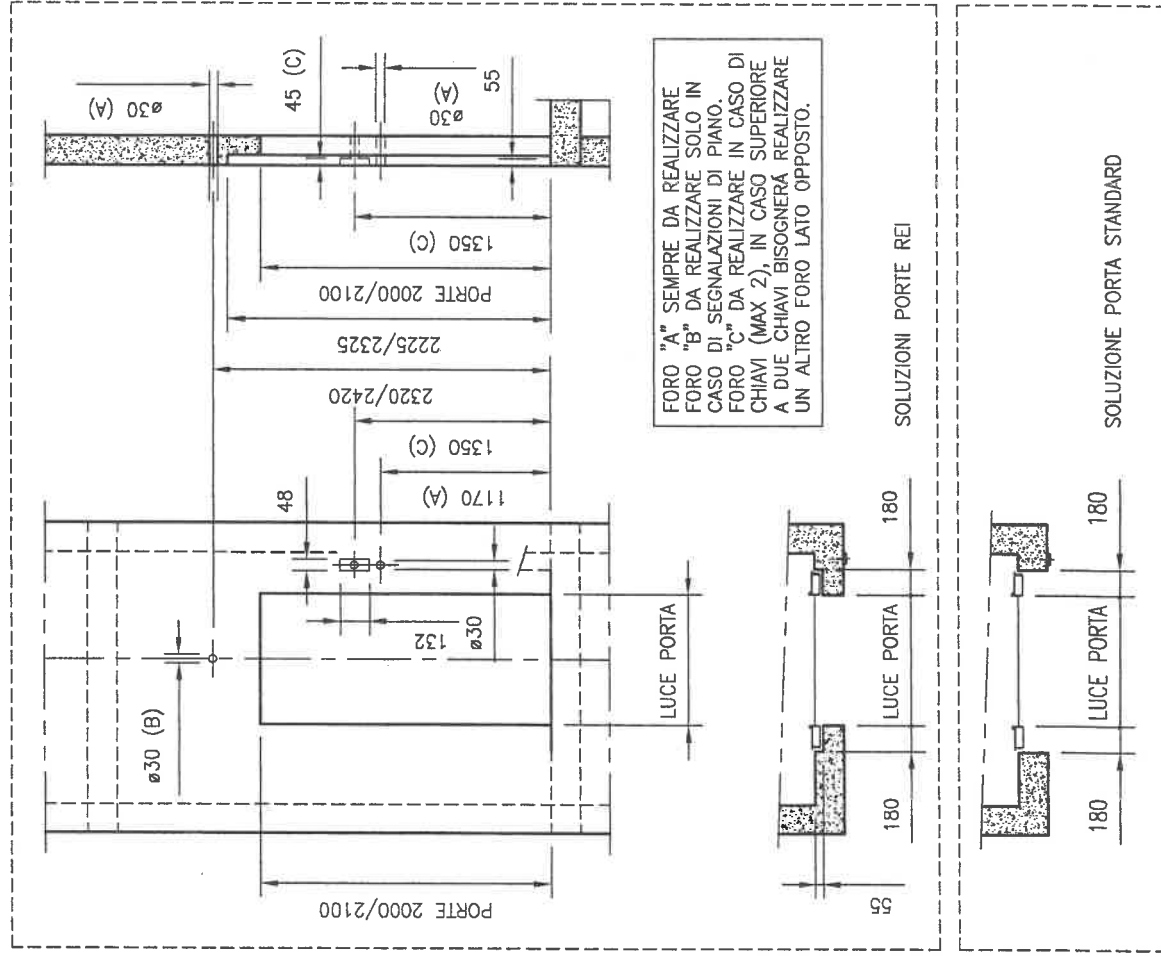 ø30 (A)
45 (C)
ø30
(A)
55
1350 (C)
PORTE 2000/2100
2225/2325
2320/2420
1350 (C)
1170 (A)
48
132
ø30
ø30 (B)
PORTE 2000/2100
LUCE PORTA
FORO "A" SEMPRE DA REALIZZARE
FORO "B" DA REALIZZARE SOLO IN
CASO DI SEGNALAZIONI DI PIANO.
FORO "C" DA REALIZZARE IN CASO DI
CHIAVI (MAX 2), IN CASO SUPERIORE
A DUE CHIAVI BISOGNERÁ REALIZZARE
UN ALTRO FORO LATO OPPOSTO.
55
180
LUCE PORTA
180
SOLUZIONI PORTE REI
180
LUCE PORTA
180
SOLUZIONE PORTA STANDARD